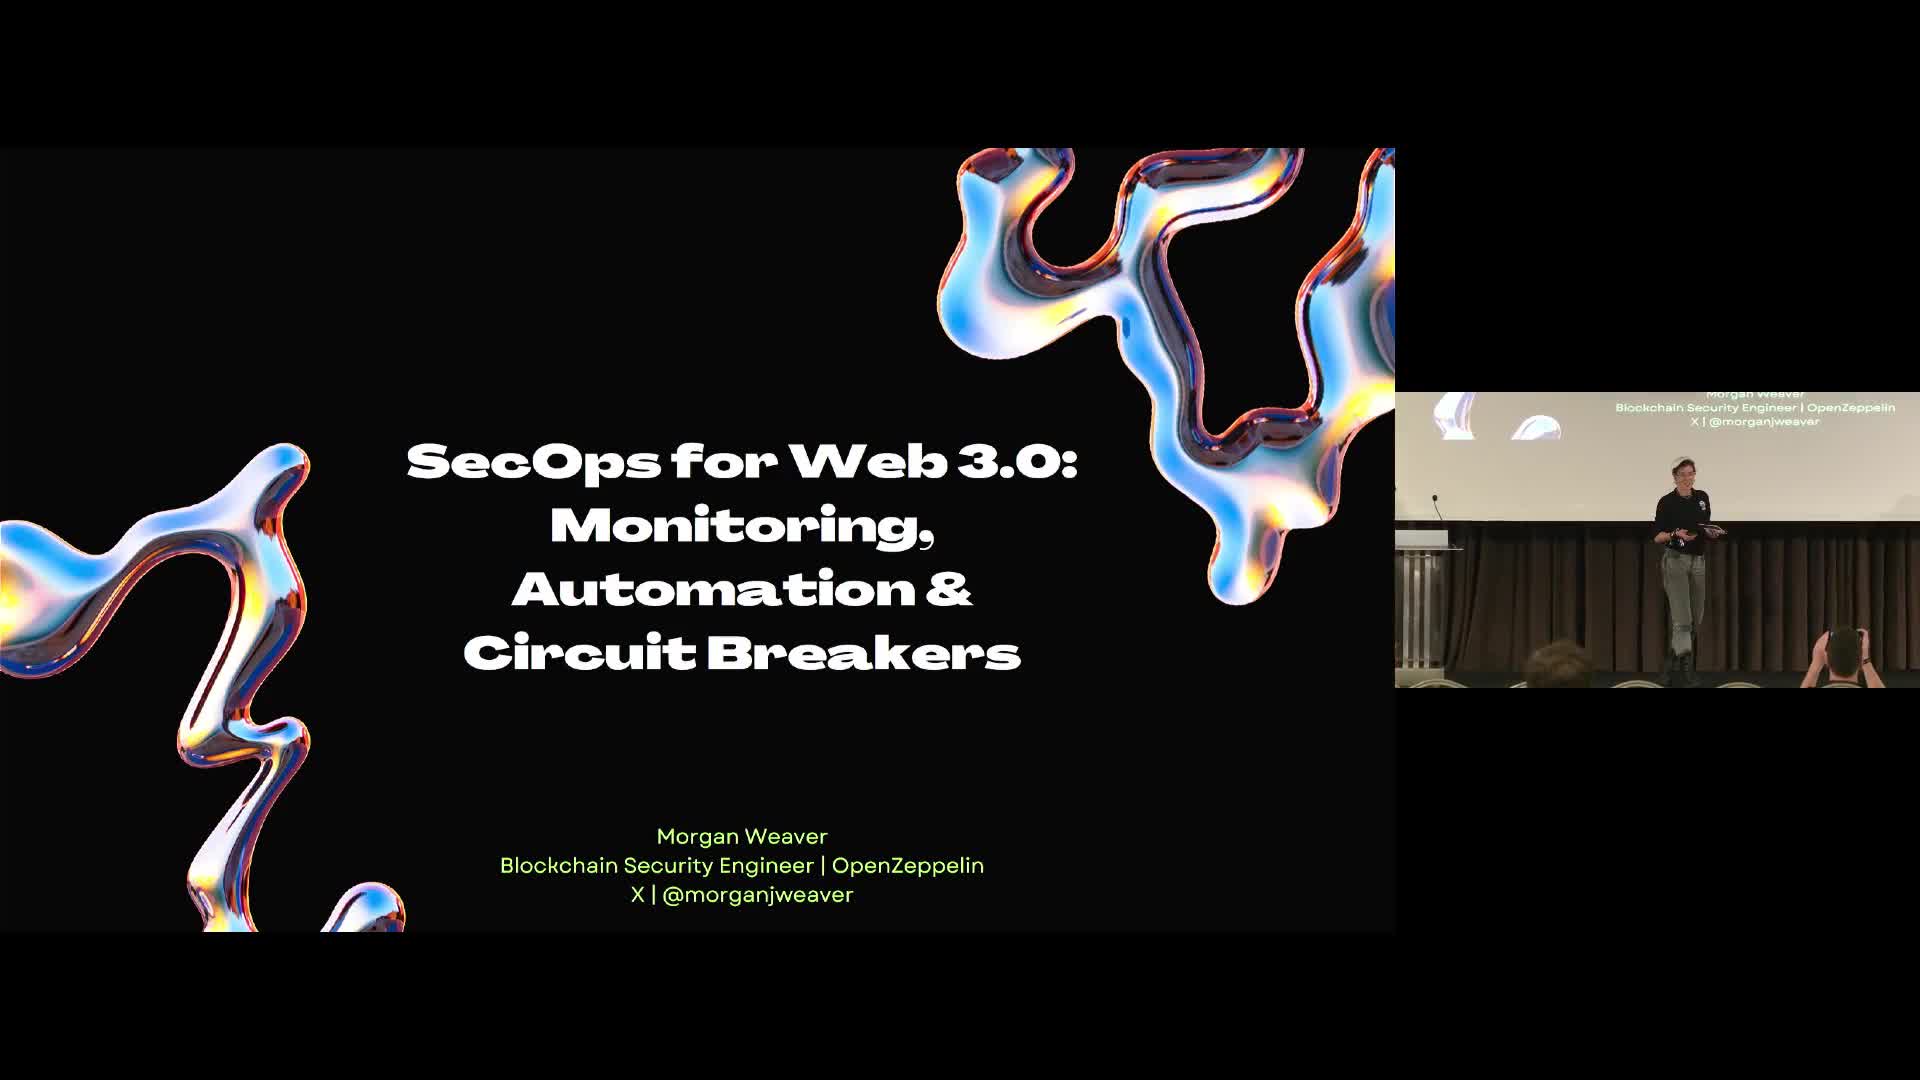 SecOps for Web 3.0:
Monitoring,
Automation &
Circuit Breakers
Morgan Weaver
Blockchain Security Engineer | OpenZeppelin
X | @morganjweaver
Morgan Weaver
Blockchain Security Engineer | OpenZeppelin
X | @morganjweaver